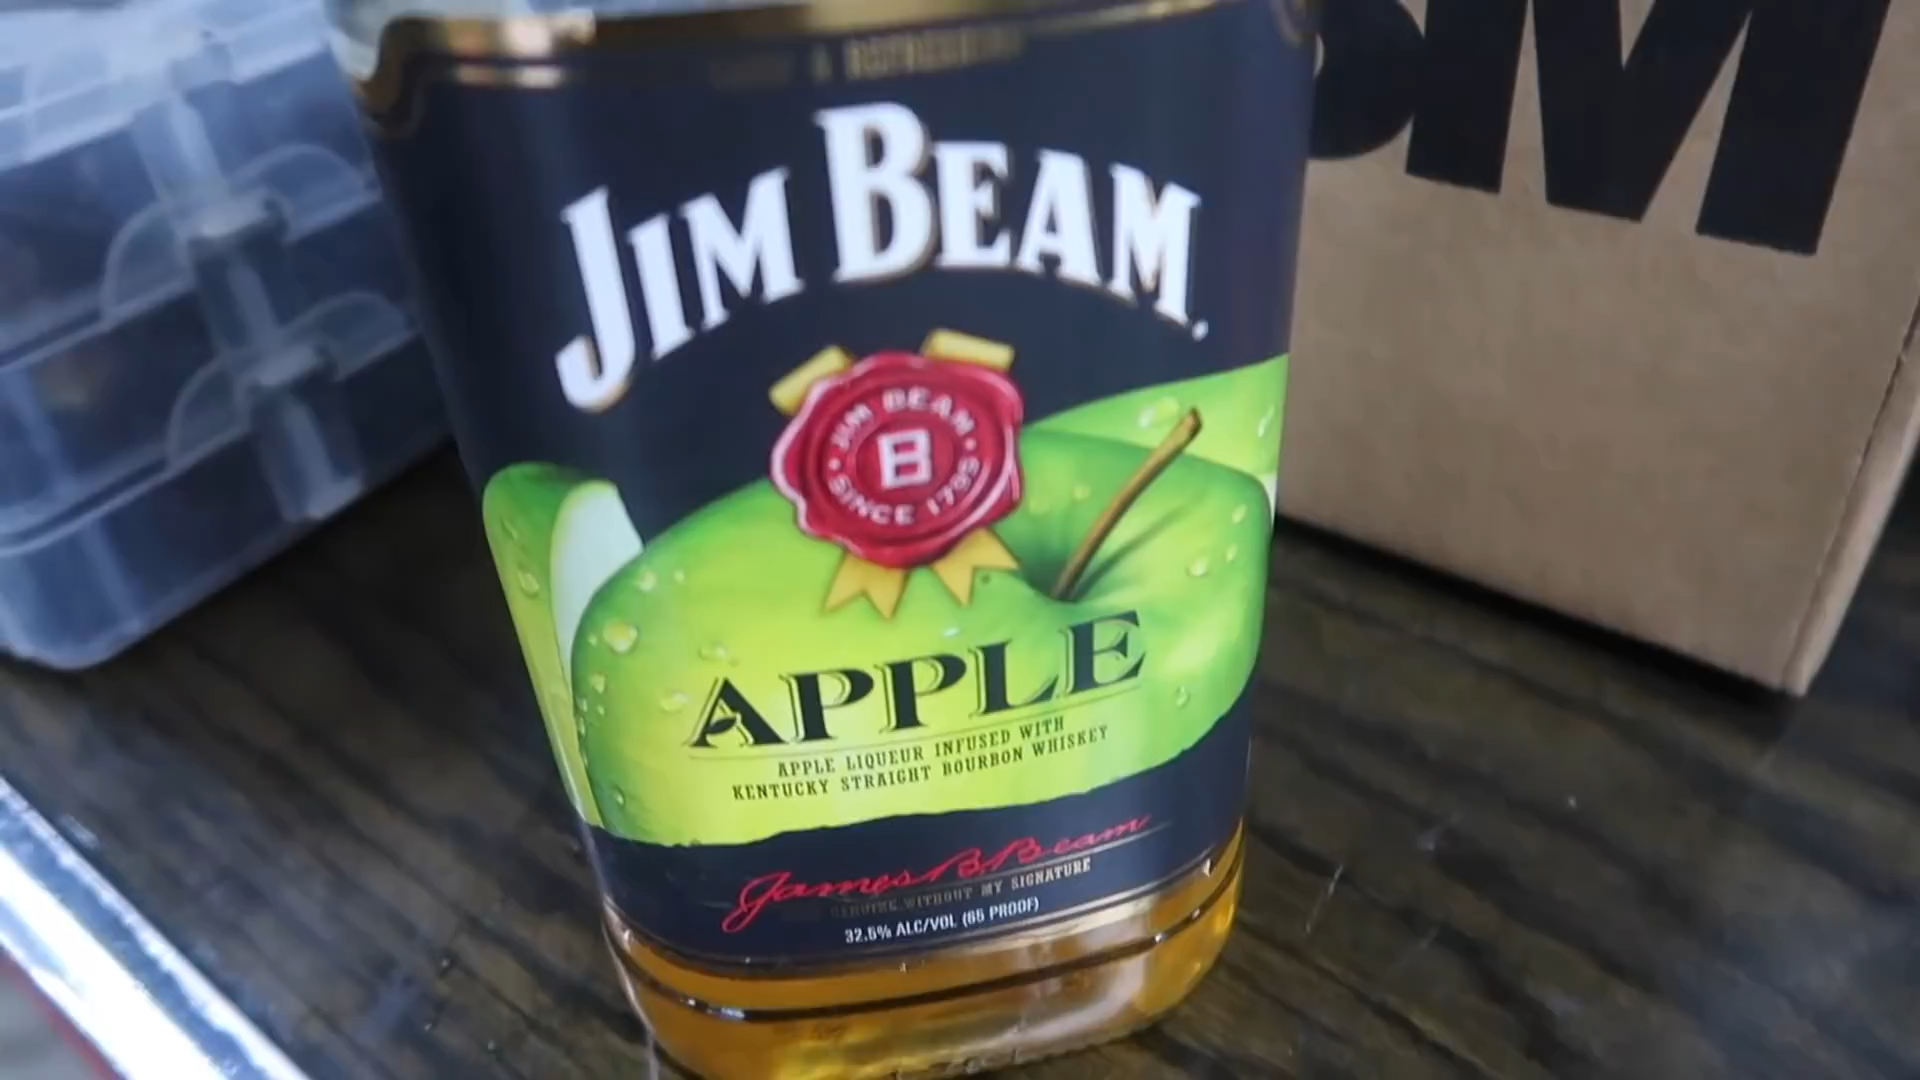 JIM BEAM
JIM BEAM
B
SINCE 1795
APPLE
APPLE LIQUEUR INFUSED WITH
KENTUCKY STRAIGHT BOURBON WHISKEY
James B. Beam
GENUINE WITHOUT MY SIGNATURE
32.5% ALC/VOL (65 PROOF)
M